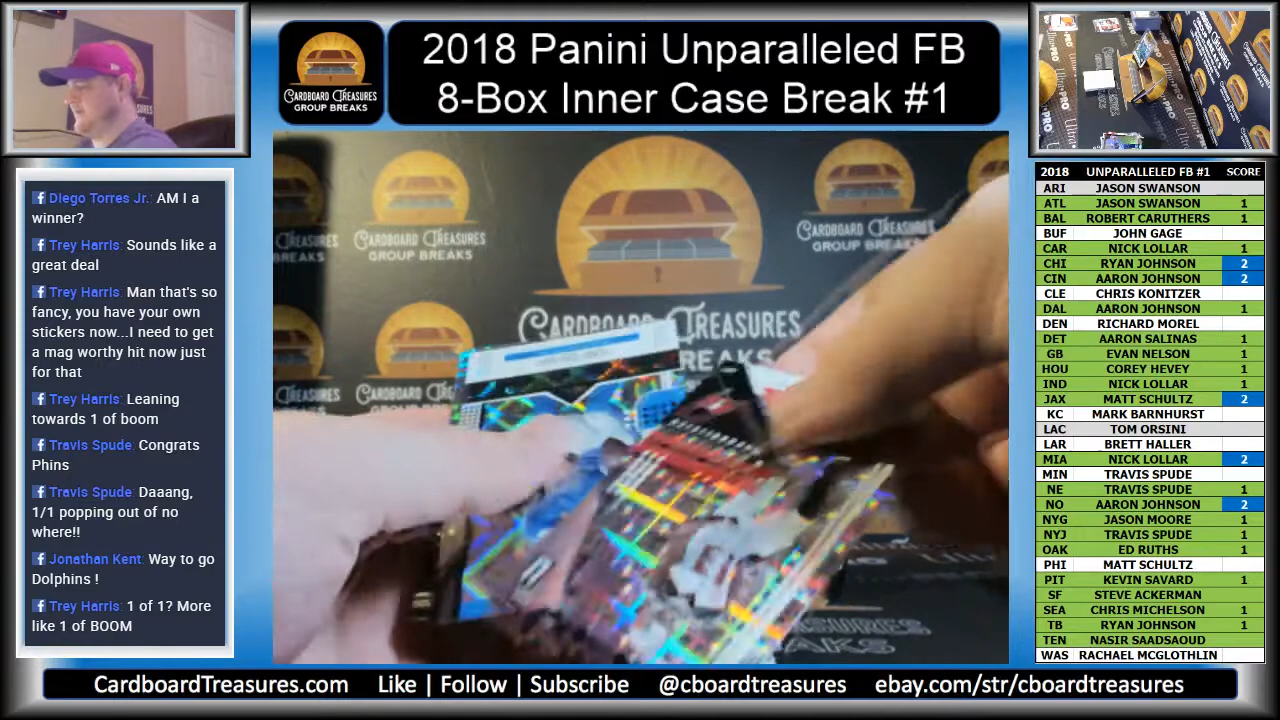 2018 Panini Unparalleled FB
8-Box Inner Case Break #1
CARDBOARD TREASURES
GROUP BREAKS
Diego Torres Jr.: AM I a
winner?
Trey Harris: Sounds like a
great deal
Trey Harris: Man that's so
fancy, you have your own
stickers now...I need to get
a mag worthy hit now just
for that
Trey Harris: Leaning
towards 1 of boom
Travis Spude: Congrats
Phins
Travis Spude: Daaang,
1/1 popping out of no
where!!
Jonathan Kent: Way to go
Dolphins !
Trey Harris: 1 of 1? More
like 1 of BOOM
CARDBOARD TREASURES
GROUP BREAKS
CARDBOARD TREASURES
GROUP BREAKS
CARDBOARD TREASURES
BREAKS
2018 UNPARALLELED FB #1 SCORE
ARI JASON SWANSON
ATL JASON SWANSON 1
BAL ROBERT CARUTHERS 1
BUF JOHN GAGE
CAR NICK LOLLAR 1
CHI RYAN JOHNSON 2
CIN AARON JOHNSON 2
CLE CHRIS KONITZER
DAL AARON JOHNSON 1
DEN RICHARD MOREL
DET AARON SALINAS 1
GB EVAN NELSON 1
HOU COREY HEVEY 1
IND NICK LOLLAR 1
JAX MATT SCHULTZ 2
KC MARK BARNHURST
LAC TOM ORSINI
LAR BRETT HALLER
MIA NICK LOLLAR 2
MIN TRAVIS SPUDE
NE TRAVIS SPUDE 1
NO AARON JOHNSON 2
NYG JASON MOORE 1
NYJ TRAVIS SPUDE 1
OAK ED RUTHS 1
PHI MATT SCHULTZ
PIT KEVIN SAVARD 1
SF STEVE ACKERMAN
SEA CHRIS MICHELSON 1
TB RYAN JOHNSON 1
TEN NASIR SAADSAOUD
WAS RACHAEL MCGLOTHLIN
CardboardTreasures.com Like | Follow | Subscribe @cboardtreasures ebay.com/str/cboardtreasures